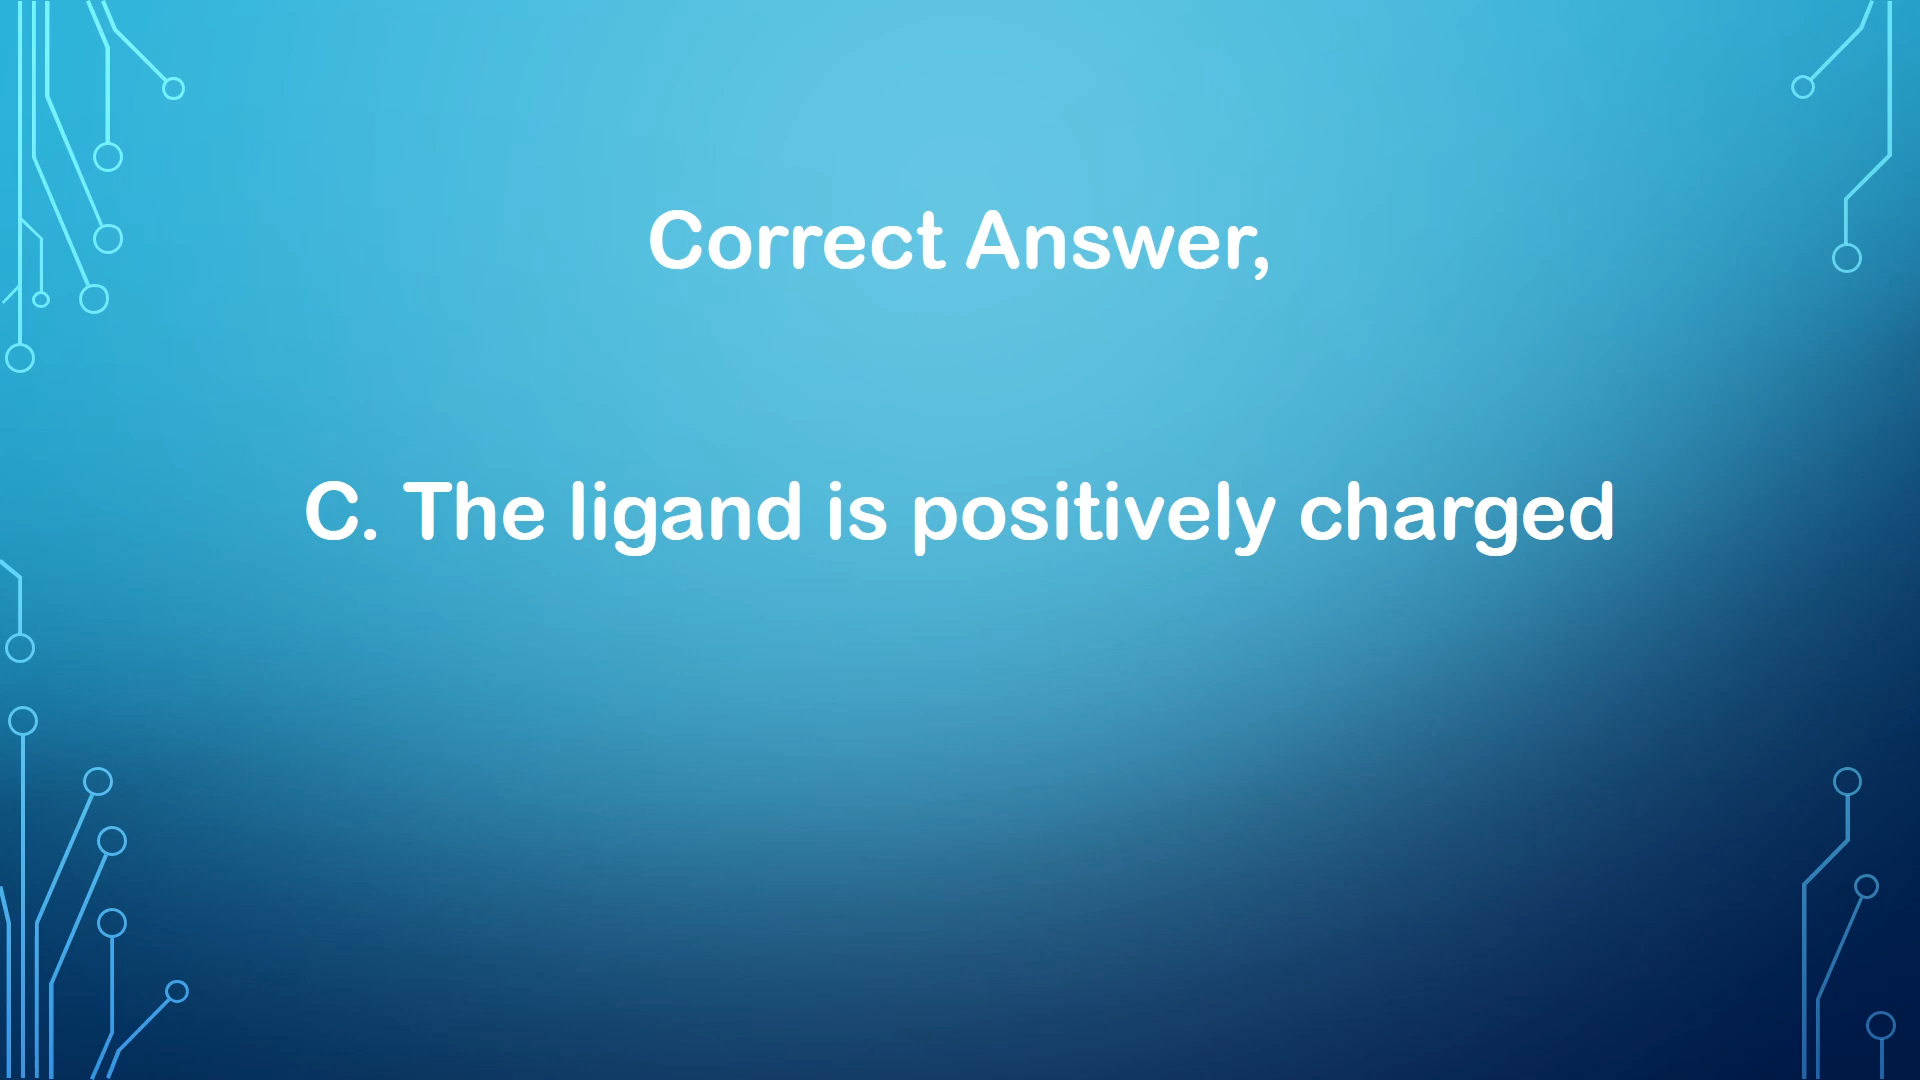 Correct Answer,
C. The ligand is positively charged